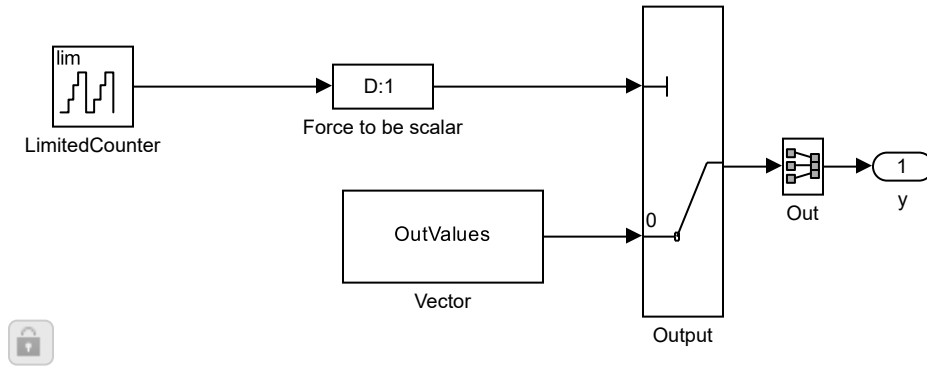 lim
LimitedCounter
D:1
Force to be scalar
OutValues
Vector
0
Output
Out
1
y